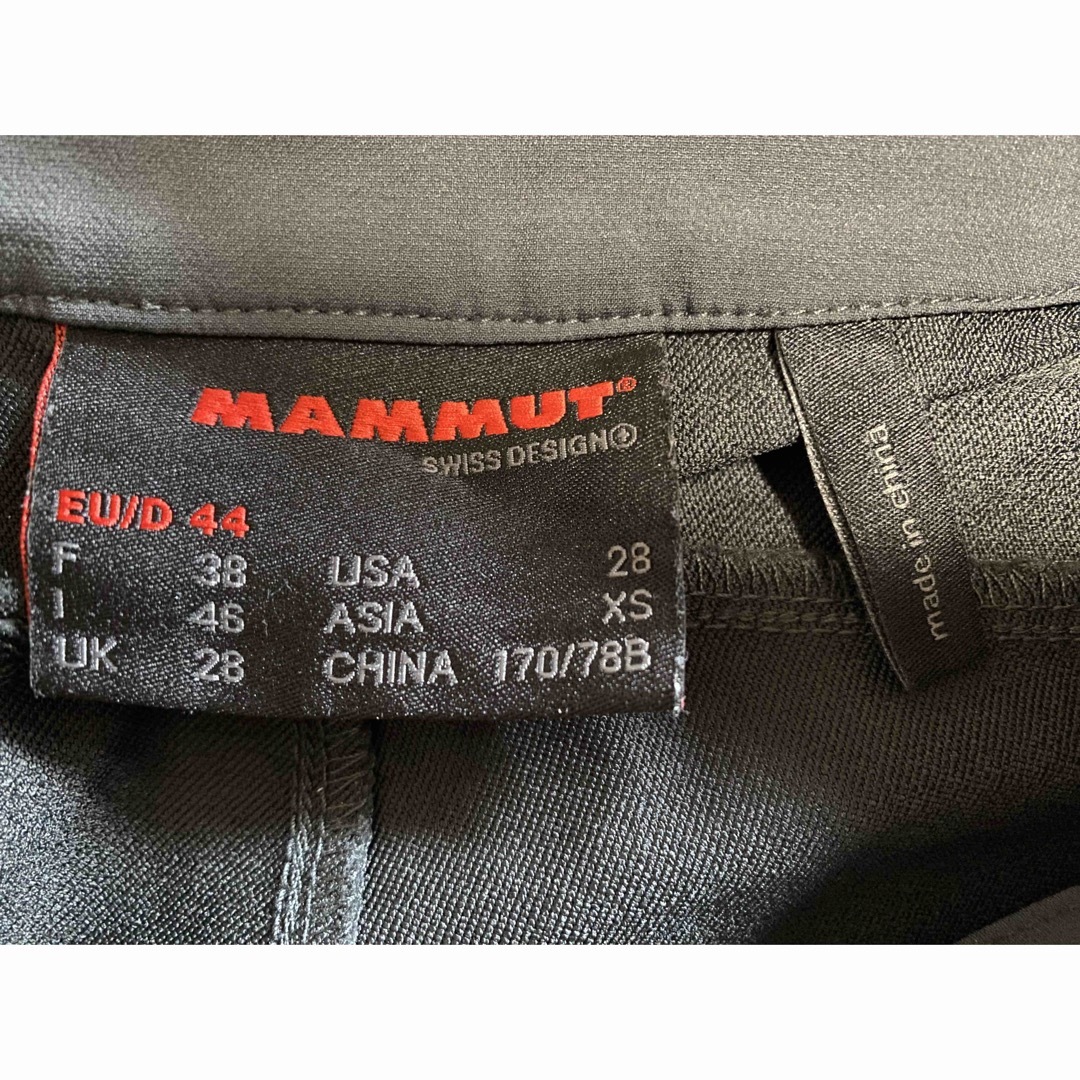 MAMMUT®
SWISS DESIGN
EU/D 44
F 38 USA 28
I 46 ASIA XS
UK 28 CHINA 170/78B
made in china